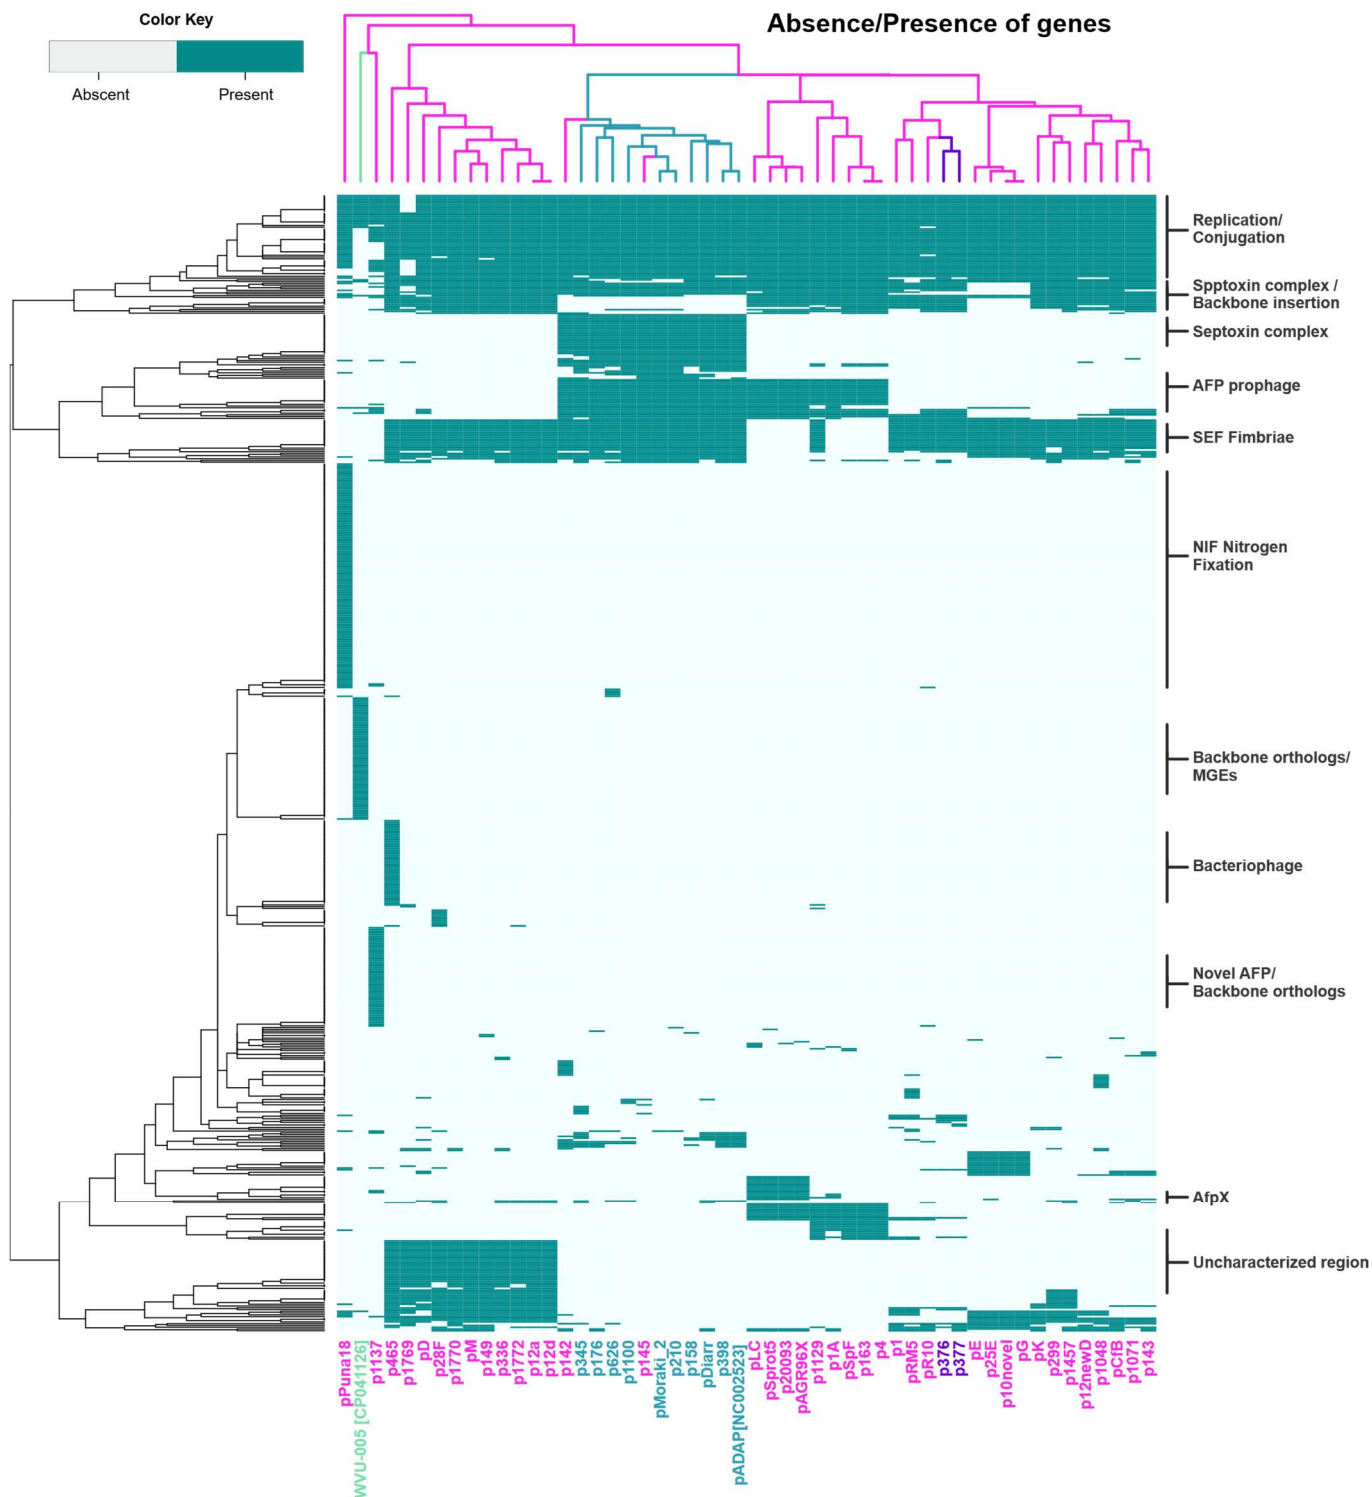 Color Key
Abscent
Present
Absence/Presence of genes
Replication/
Conjugation
Spptoxin complex /
Backbone insertion
Septoxin complex
AFP prophage
SEF Fimbriae
NIF Nitrogen
Fixation
Backbone orthologs/
MGEs
Bacteriophage
Novel AFP/
Backbone orthologs
AfpX
Uncharacterized region
pPuna18
WVU-005 [CP041126]
p1137
p465
p1769
pD
p28F
p1770
pM
p149
p336
p1772
p12a
p12d
p142
p345
p176
p626
p1100
p145
pMoraki_2
p210
p158
pDiarr
p398
pADAP[NC002523]
pLC
pSprot5
p20093
pAGR96X
p1129
p1A
pSpF
p163
p4
p1
pRM5
pR10
p376
p377
pE
p25E
p10novel
pG
pK
p299
p1457
p12newD
p1048
pCfB
p1071
p143